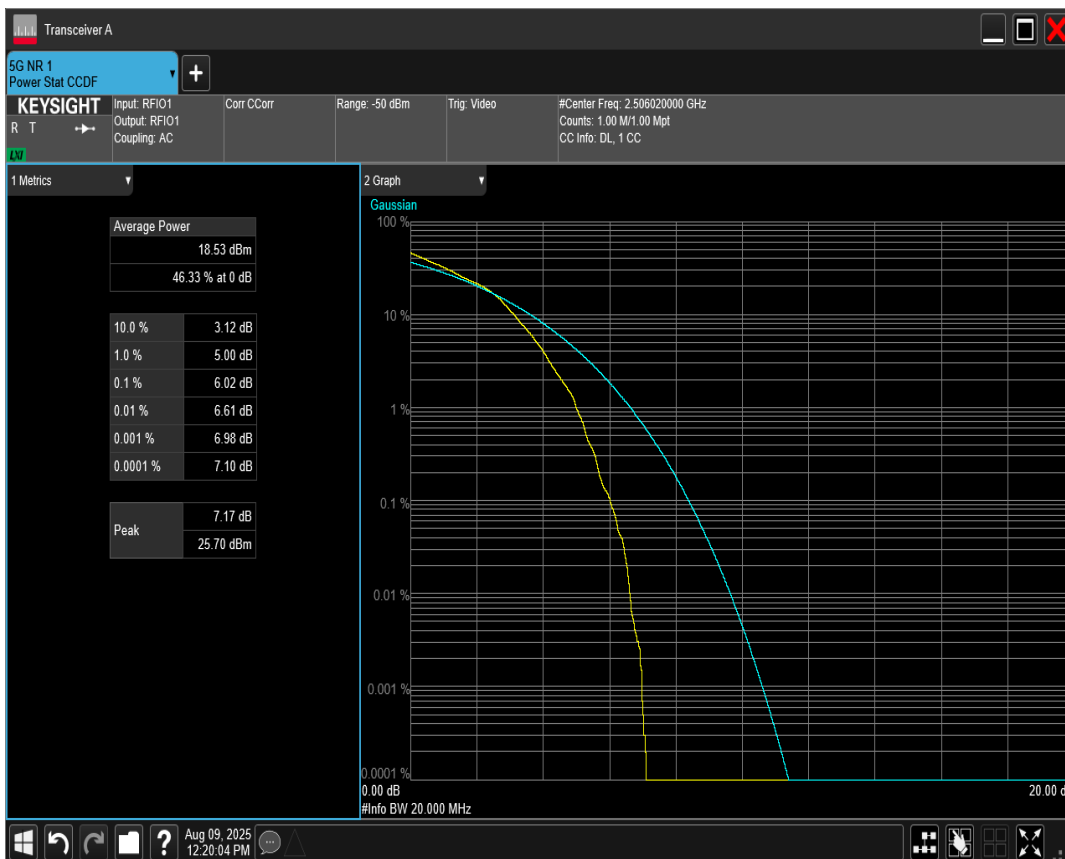 Transceiver A
5G NR 1
Power Stat CCDF
KEYSIGHT
R T
LXI
Input: RFIO1
Output: RFIO1
Coupling: AC
Corr CCorr
Range: -50 dBm
Trig: Video
#Center Freq: 2.506020000 GHz
Counts: 1.00 M/1.00 Mpt
CC Info: DL, 1 CC
1 Metrics
Average Power
18.53 dBm
46.33 % at 0 dB
10.0 % 3.12 dB
1.0 % 5.00 dB
0.1 % 6.02 dB
0.01 % 6.61 dB
0.001 % 6.98 dB
0.0001 % 7.10 dB
Peak
7.17 dB
25.70 dBm
2 Graph
Gaussian
100 %
10 %
1 %
0.1 %
0.01 %
0.001 %
0.0001 %
0.00 dB
20.00 d
#Info BW 20.000 MHz
?
Aug 09, 2025
12:20:04 PM